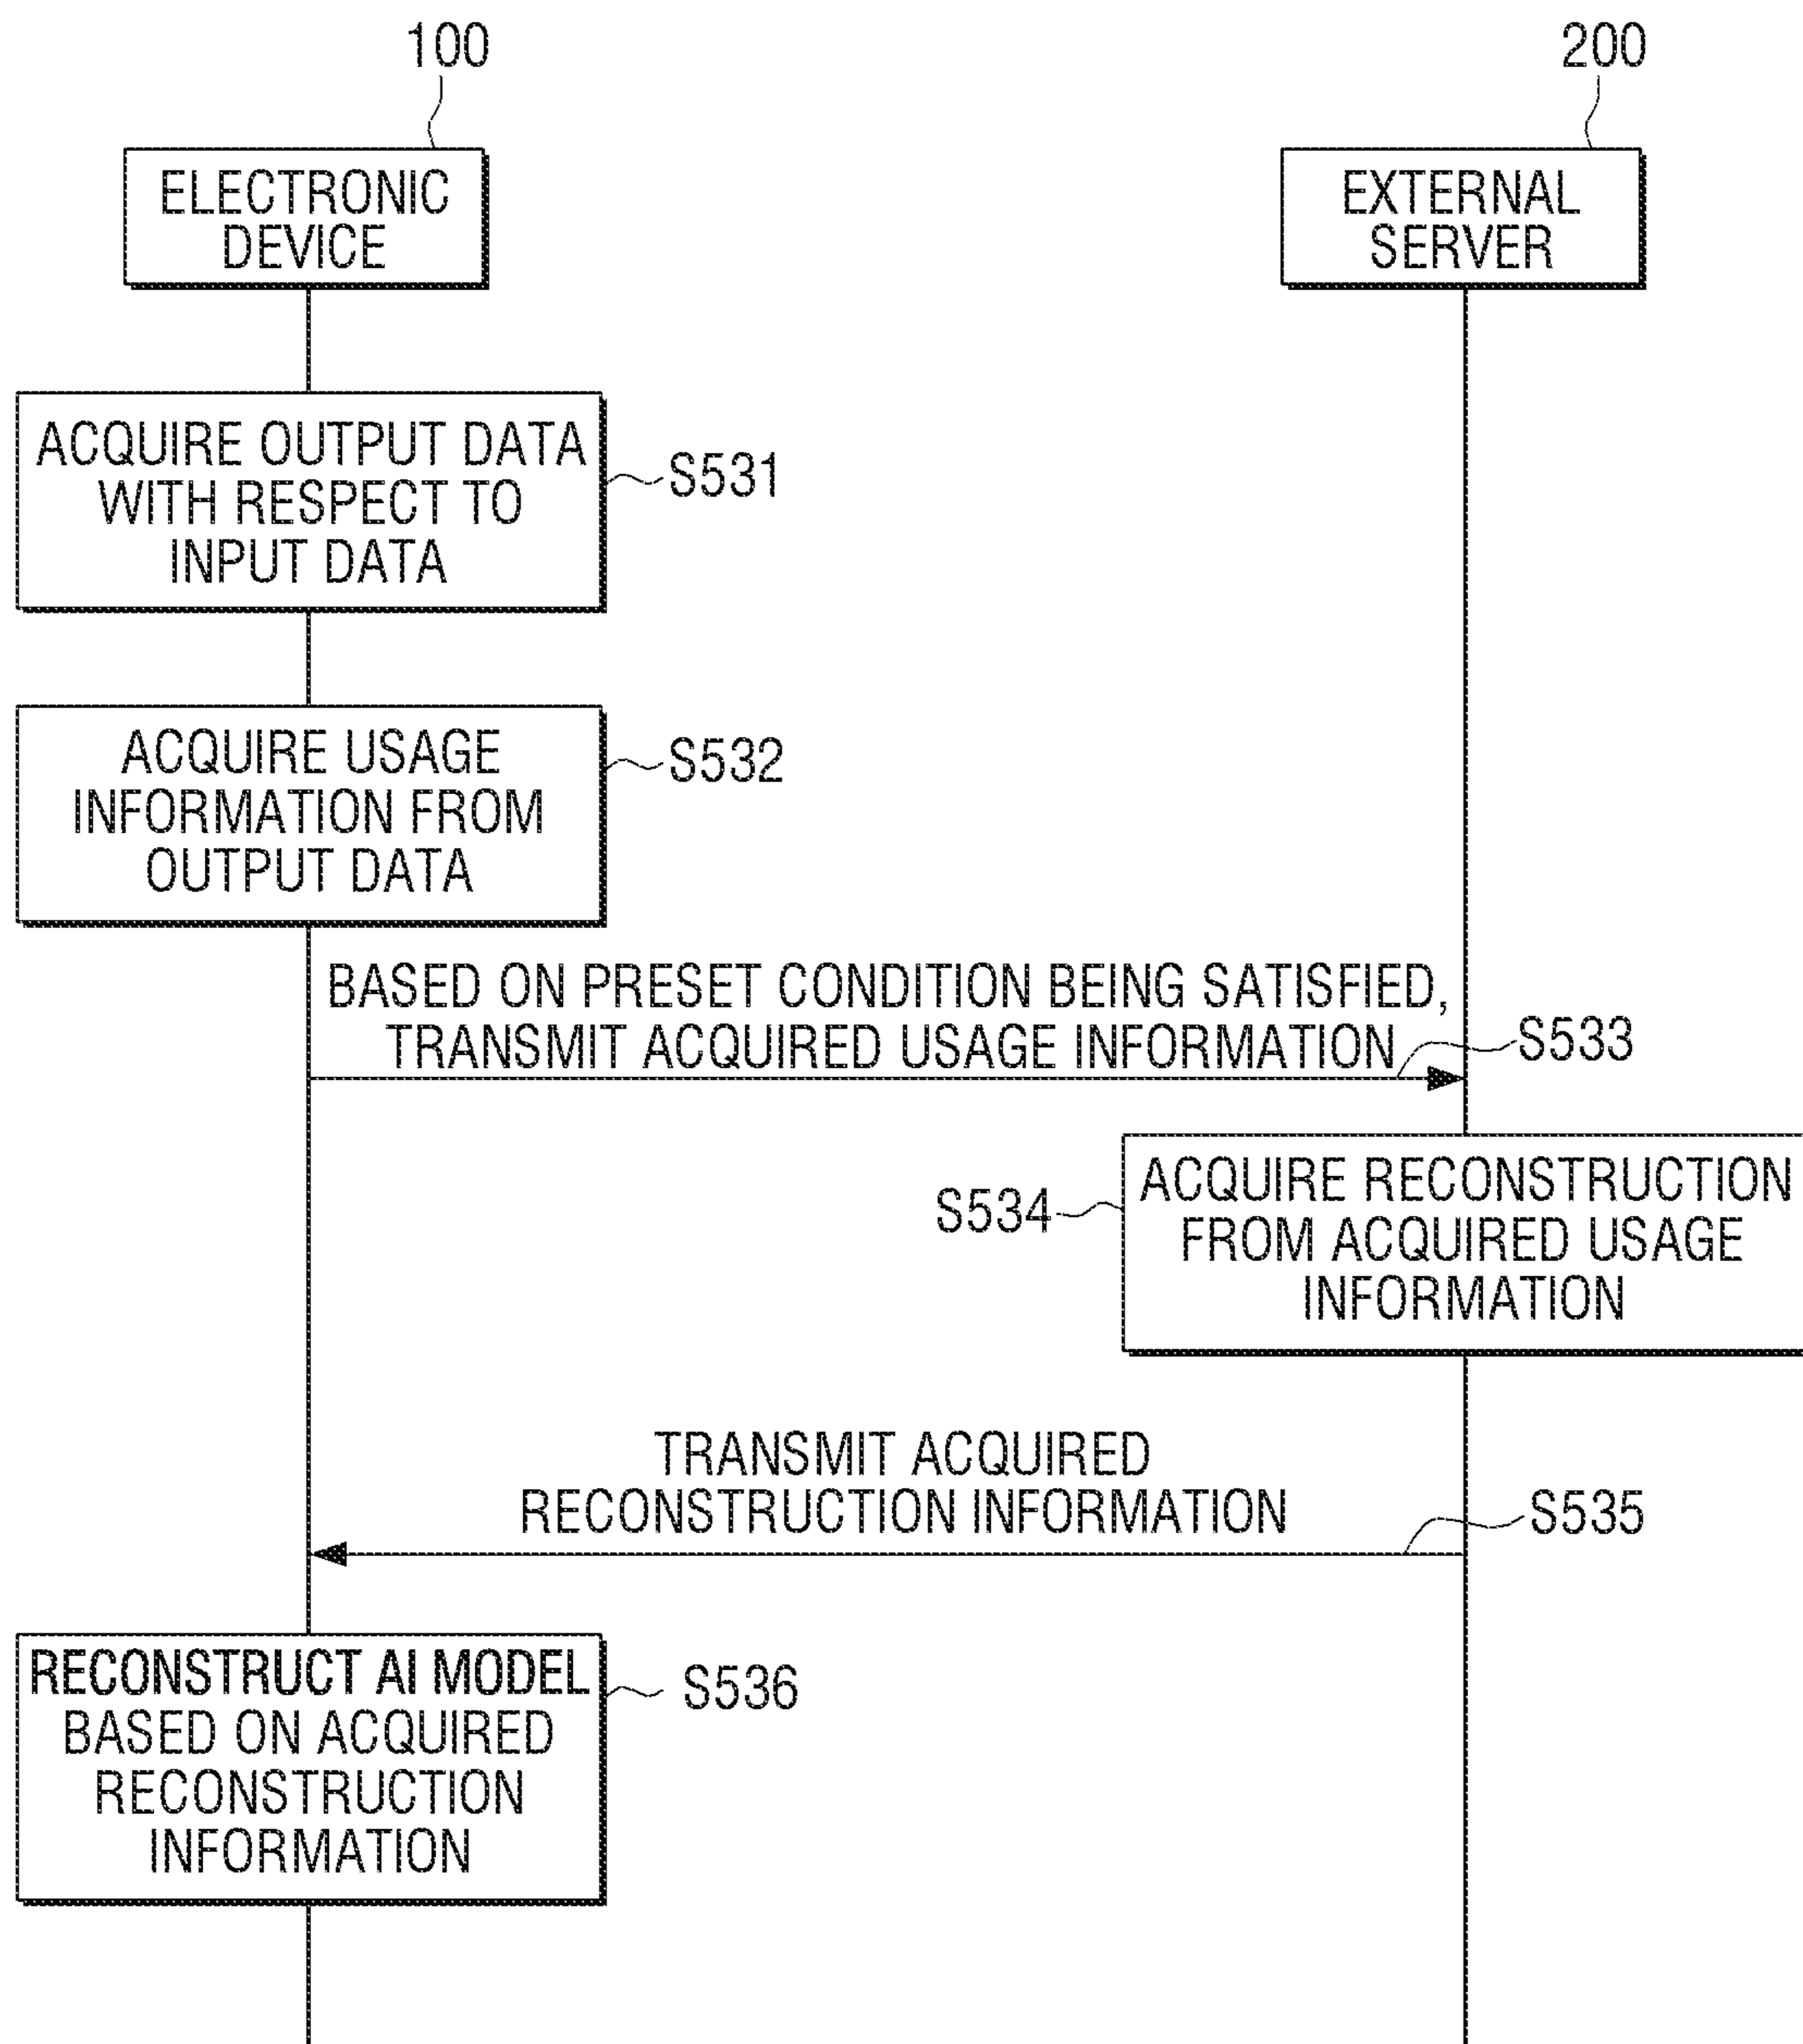 100
200
ELECTRONIC
DEVICE
EXTERNAL
SERVER
ACQUIRE OUTPUT DATA
WITH RESPECT TO
INPUT DATA
S531
ACQUIRE USAGE
INFORMATION FROM
OUTPUT DATA
S532
BASED ON PRESET CONDITION BEING SATISFIED,
TRANSMIT ACQUIRED USAGE INFORMATION
S533
S534
ACQUIRE RECONSTRUCTION
FROM ACQUIRED USAGE
INFORMATION
TRANSMIT ACQUIRED
RECONSTRUCTION INFORMATION
S535
RECONSTRUCT AI MODEL
BASED ON ACQUIRED
RECONSTRUCTION
INFORMATION
S536